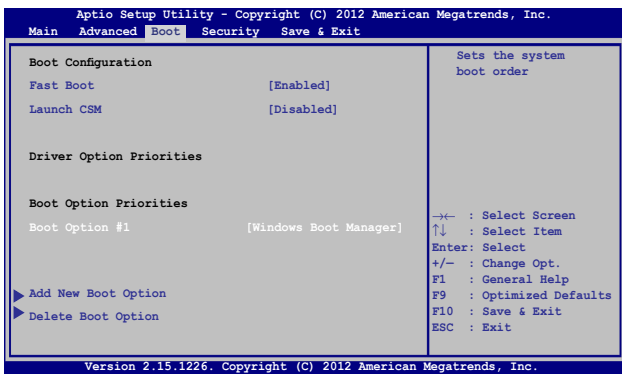 Aptio Setup Utility - Copyright (C) 2012 American Megatrends, Inc.
Main Advanced Boot Security Save & Exit
Boot Configuration
Fast Boot [Enabled]
Launch CSM [Disabled]
Driver Option Priorities
Boot Option Priorities
Boot Option #1 [Windows Boot Manager]
Add New Boot Option
Delete Boot Option
Sets the system
boot order
→← : Select Screen
↑↓ : Select Item
Enter: Select
+/— : Change Opt.
F1 : General Help
F9 : Optimized Defaults
F10 : Save & Exit
ESC : Exit
Version 2.15.1226. Copyright (C) 2012 American Megatrends, Inc.